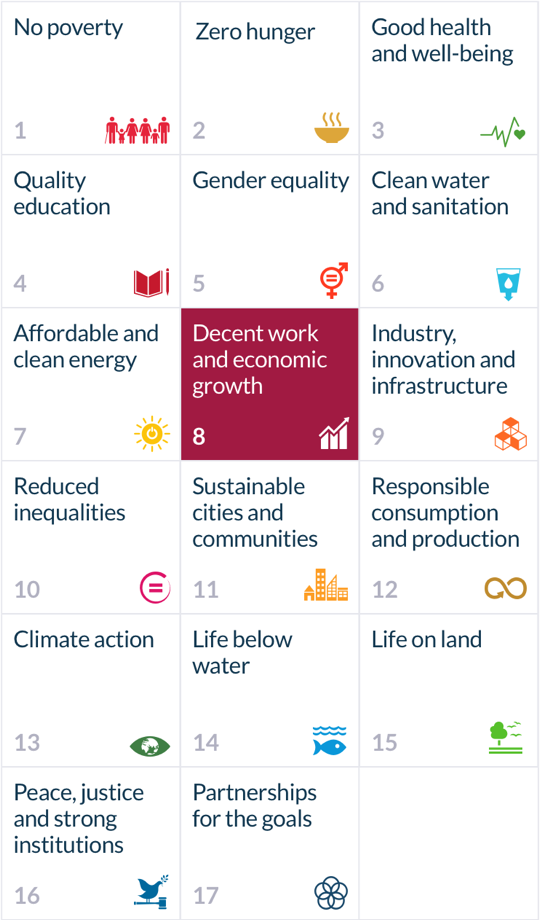 No poverty
1
Zero hunger
2
Good health
and well-being
3
Quality
education
4
Gender equality
5
Clean water
and sanitation
6
Affordable and
clean energy
7
Decent work
and economic
growth
8
Industry,
innovation and
infrastructure
9
Reduced
inequalities
10
Sustainable
cities and
communities
11
Responsible
consumption
and production
12
Climate action
13
Life below
water
14
Life on land
15
Peace, justice
and strong
institutions
16
Partnerships
for the goals
17